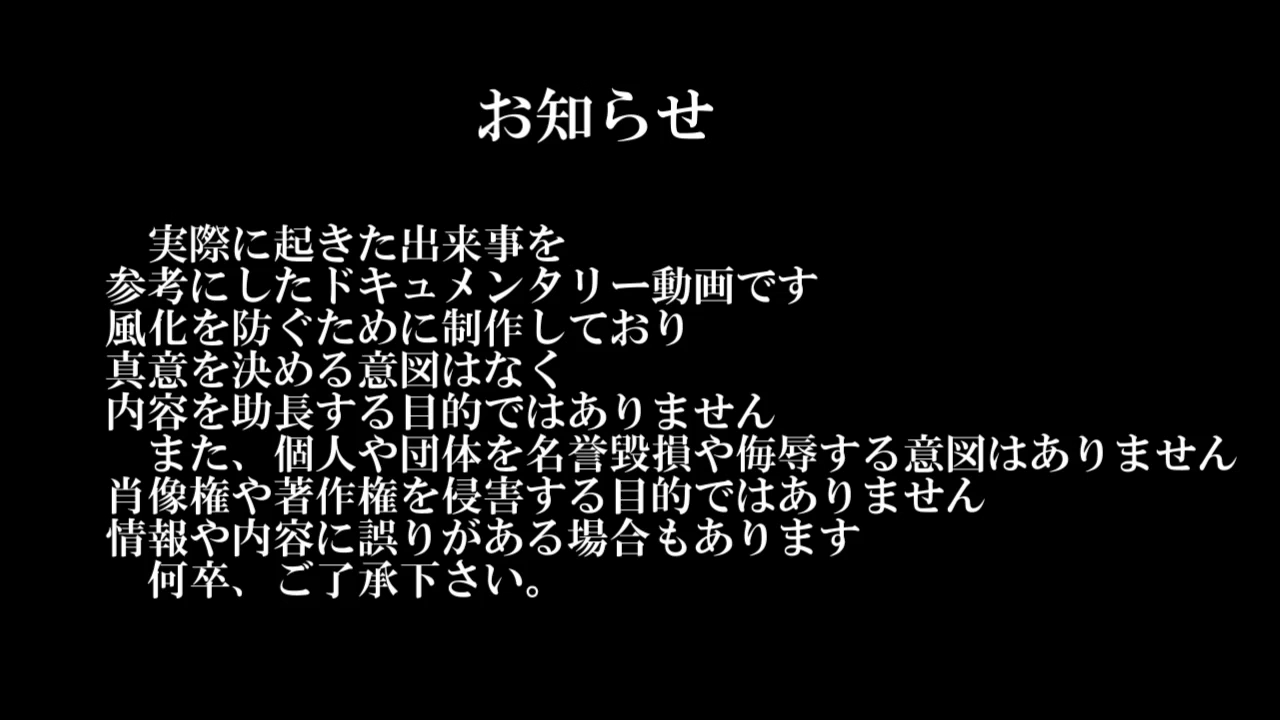 お知らせ
実際に起きた出来事を
参考にしたドキュメンタリー動画です
風化を防ぐために制作しており
真意を決める意図はなく
内容を助長する目的ではありません
また、個人や団体を名誉毀損や侮辱する意図はありません
肖像権や著作権を侵害する目的ではありません
情報や内容に誤りがある場合もあります
何卒、ご了承下さい。